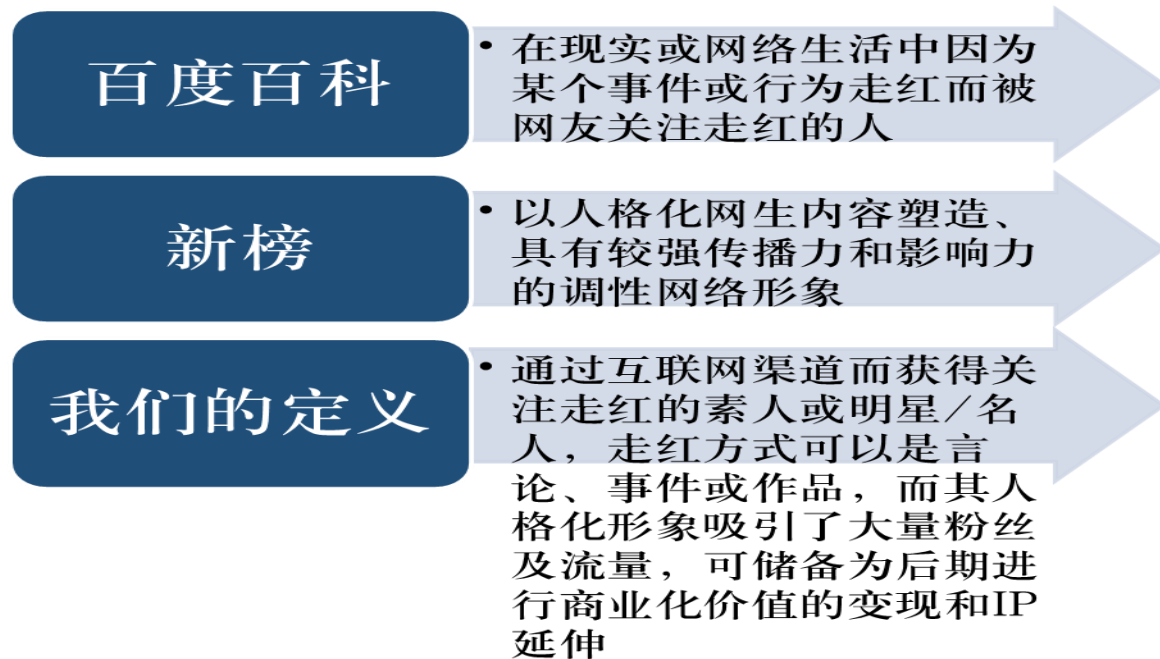 百度百科
• 在现实或网络生活中因为
某个事件或行为走红而被
网友关注走红的人
新榜
• 以人格化网生内容塑造、
具有较强传播力和影响力
的调性网络形象
我们的定义
• 通过互联网渠道而获得关
注走红的素人或明星/名
人，走红方式可以是言
论、事件或作品，而其人
格化形象吸引了大量粉丝
及流量，可储备为后期进
行商业化价值的变现和IP
延伸